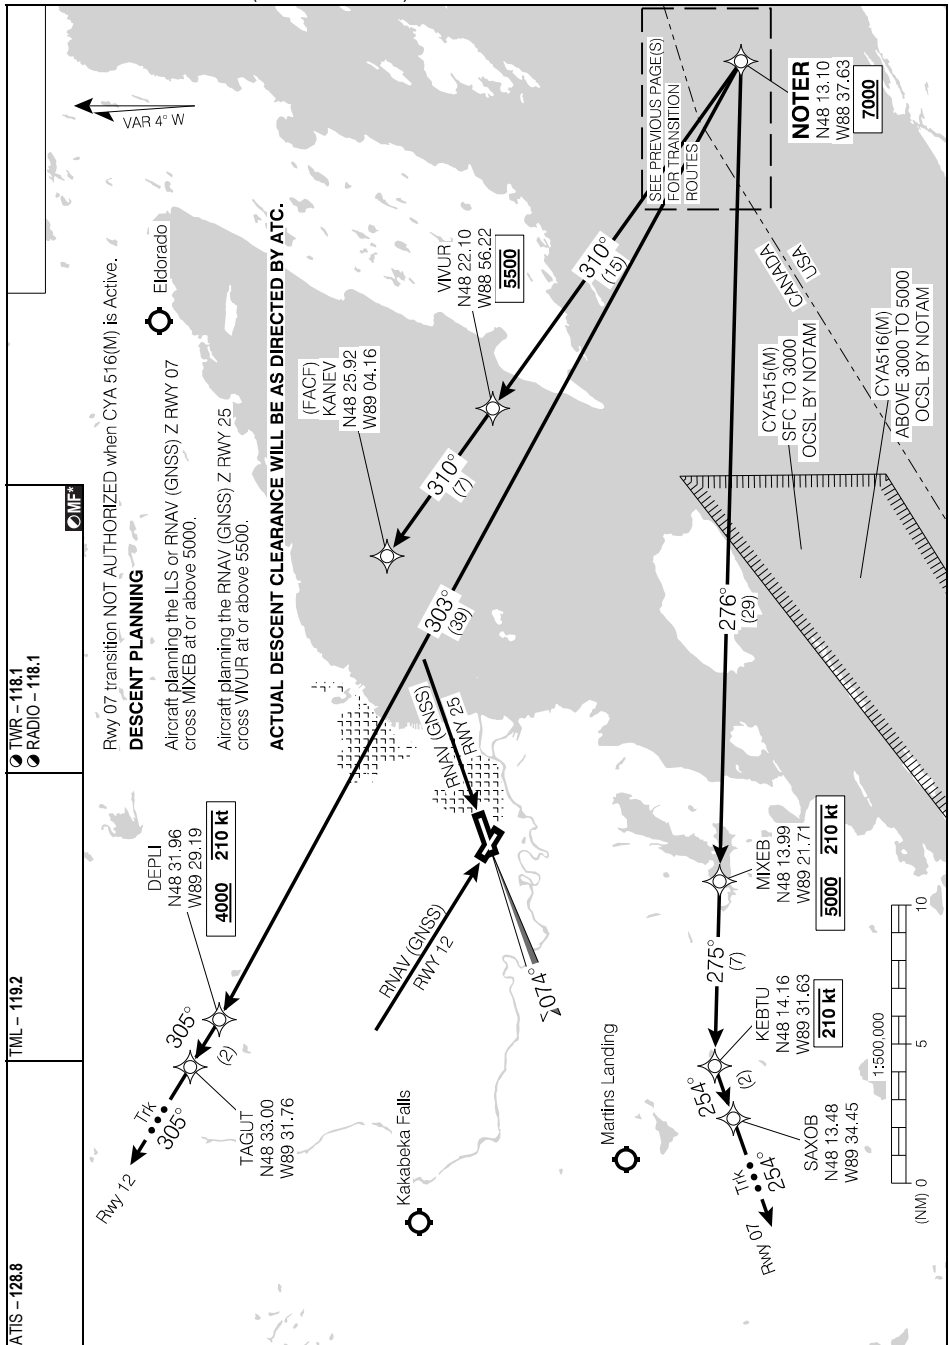 ATIS – 128.8
TML – 119.2
TWR – 118.1
RADIO – 118.1
MF*
Rwy 07 transition NOT AUTHORIZED when CYA 516(M) is Active.
DESCENT PLANNING
Aircraft planning the ILS or RNAV (GNSS) Z RWY 07
cross MIXEB at or above 5000.
Aircraft planning the RNAV (GNSS) Z RWY 25
cross VIVUR at or above 5500.
ACTUAL DESCENT CLEARANCE WILL BE AS DIRECTED BY ATC.
VAR 4° W
Eldorado
Rwy 12
Trk
305°
305°
(2)
TAGUT
N48 33.00
W89 31.76
DEPLI
N48 31.96
W89 29.19
4000 210 kt
303°
(39)
(FACF)
KANEV
N48 25.92
W89 04.16
310°
(7)
VIVUR
N48 22.10
W88 56.22
5500
310°
(15)
SEE PREVIOUS PAGE(S)
FOR TRANSITION
ROUTES
NOTER
N48 13.10
W88 37.63
7000
RNAV (GNSS)
RWY 12
RNAV (GNSS)
RWY 25
074°
Kakabeka Falls
Martins Landing
CANADA
USA
CYA515(M)
SFC TO 3000
OCSL BY NOTAM
CYA516(M)
ABOVE 3000 TO 5000
OCSL BY NOTAM
276°
(29)
MIXEB
N48 13.99
W89 21.71
5000 210 kt
275°
(7)
KEBTU
N48 14.16
W89 31.63
210 kt
254°
(2)
SAXOB
N48 13.48
W89 34.45
Trk
254°
Rwy 07
1:500,000
(NM) 0 5 10